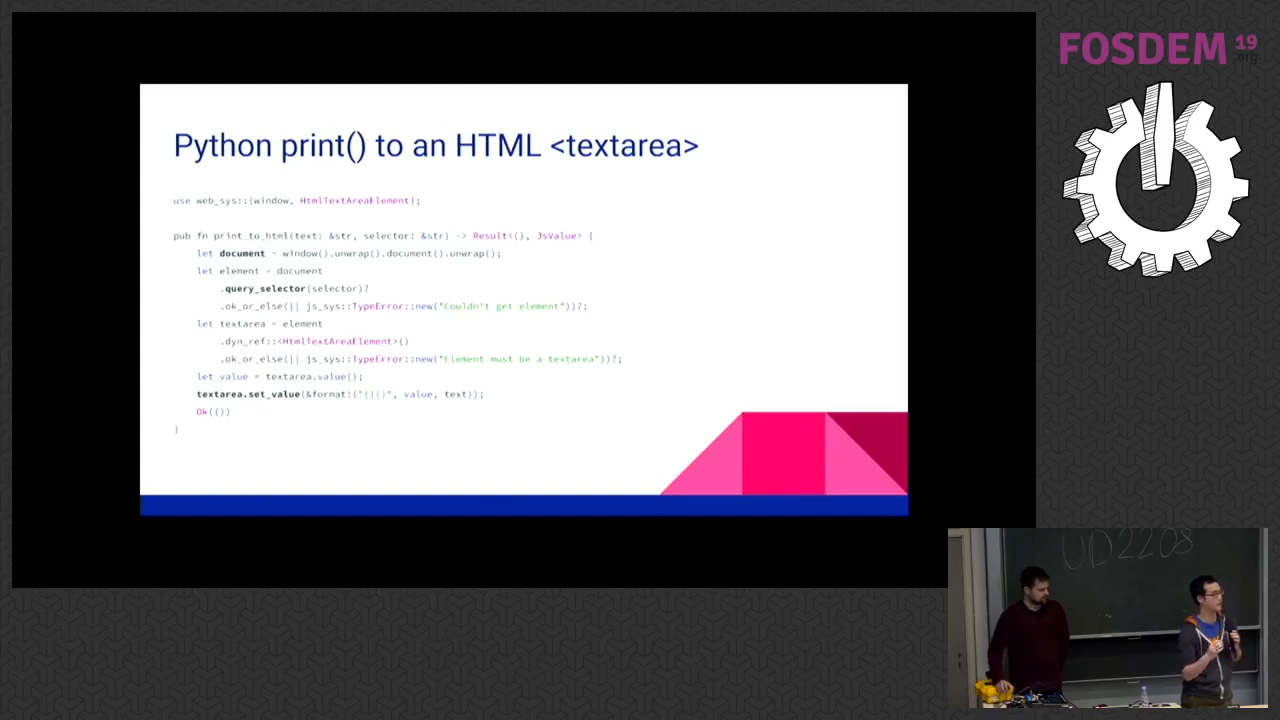 FOSDEM 19
.org
Python print() to an HTML <textarea>
use web_sys::{window, HtmlTextAreaElement};
pub fn print_to_html(text: &str, selector: &str) -> Result<(), JsValue> {
let document = window().unwrap().document().unwrap();
let element = document
.query_selector(selector)?
.ok_or_else(|| js_sys::TypeError::new("Couldn't get element"))?;
let textarea = element
.dyn_ref::<HtmlTextAreaElement>()
.ok_or_else(|| js_sys::TypeError::new("Element must be a textarea"))?;
let value = textarea.value();
textarea.set_value(&format!("{}{}", value, text));
Ok(())
}
UD2208